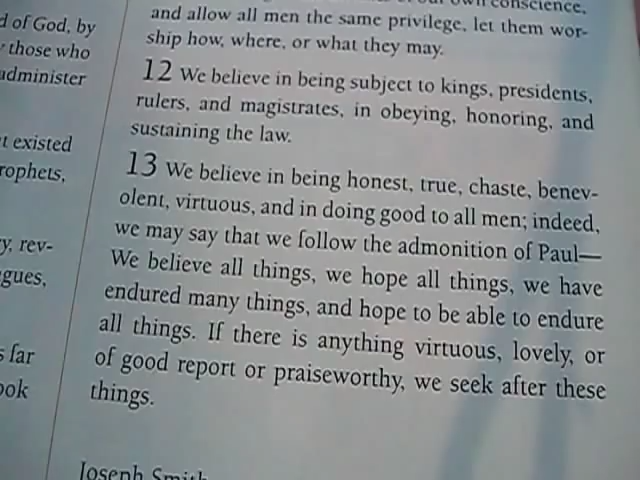 d of God, by
those who
administer
t existed
rophets,
y, rev-
gues,
s far
ook
own conscience,
and allow all men the same privilege, let them wor-
ship how, where, or what they may.
12 We believe in being subject to kings, presidents,
rulers, and magistrates, in obeying, honoring, and
sustaining the law.
13 We believe in being honest, true, chaste, benev-
olent, virtuous, and in doing good to all men; indeed,
we may say that we follow the admonition of Paul—
We believe all things, we hope all things, we have
endured many things, and hope to be able to endure
all things. If there is anything virtuous, lovely, or
of good report or praiseworthy, we seek after these
things.
Joseph Smith